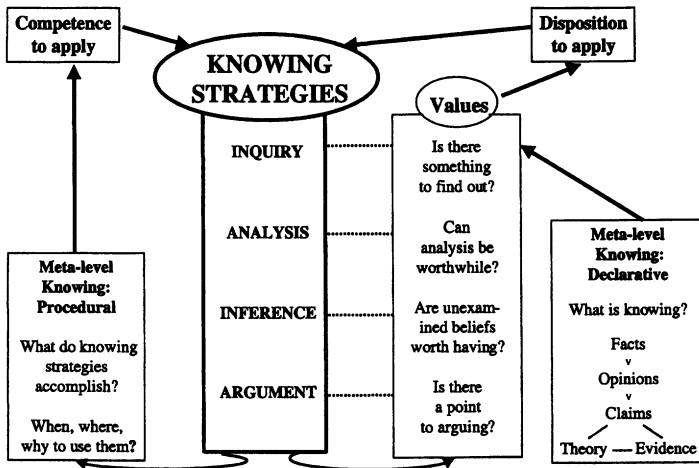 Competence
to apply
Disposition
to apply
KNOWING
STRATEGIES
Values
INQUIRY
ANALYSIS
INFERENCE
ARGUMENT
Is there
something
to find out?
Can
analysis be
worthwhile?
Are unexam-
ined beliefs
worth having?
Is there
a point
to arguing?
Meta-level
Knowing:
Procedural
What do knowing
strategies
accomplish?
When, where,
why to use them?
Meta-level
Knowing:
Declarative
What is knowing?
Facts
v
Opinions
v
Claims
Theory — Evidence